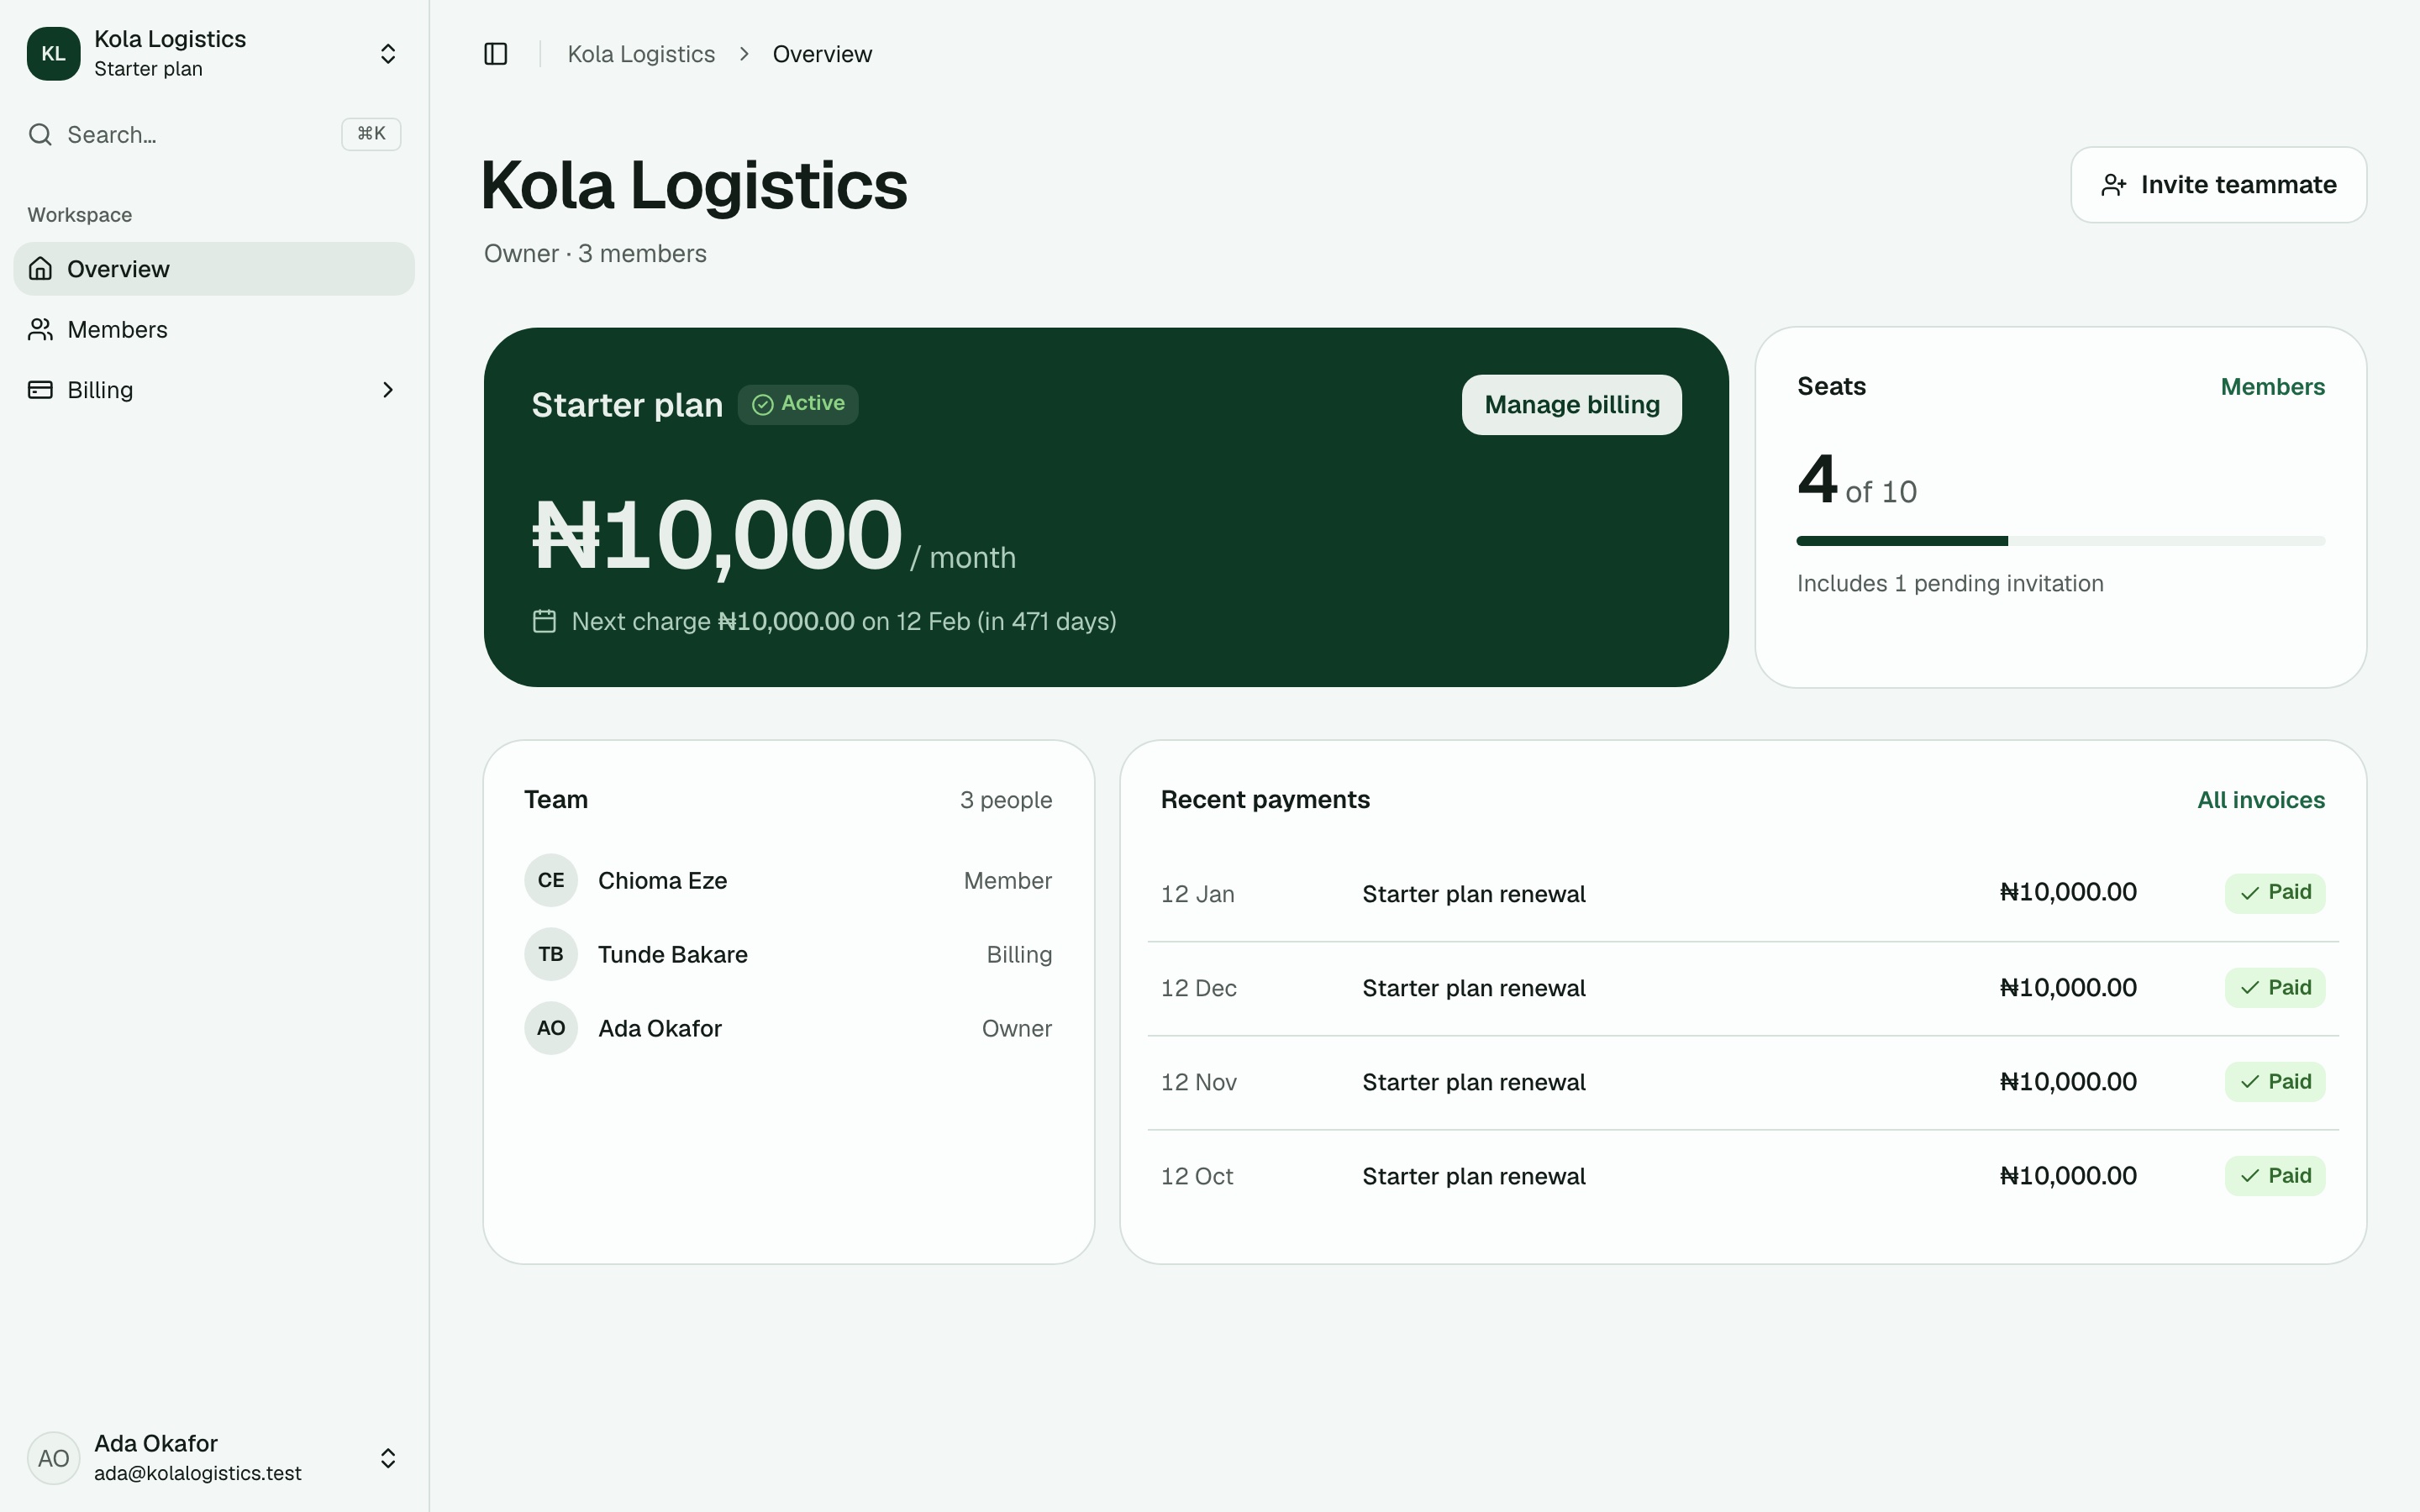 KL
Kola Logistics
Starter plan
Search...
⌘K
Workspace
Overview
Members
Billing
Ada Okafor
AO
ada@kolalogistics.test
Kola Logistics > Overview
Kola Logistics
Owner · 3 members
Invite teammate
Starter plan
Active
Manage billing
₦10,000 / month
Next charge ₦10,000.00 on 12 Feb (in 471 days)
Seats
Members
4 of 10
Includes 1 pending invitation
Team
3 people
CE Chioma Eze Member
TB Tunde Bakare Billing
AO Ada Okafor Owner
Recent payments
All invoices
12 Jan Starter plan renewal ₦10,000.00 Paid
12 Dec Starter plan renewal ₦10,000.00 Paid
12 Nov Starter plan renewal ₦10,000.00 Paid
12 Oct Starter plan renewal ₦10,000.00 Paid